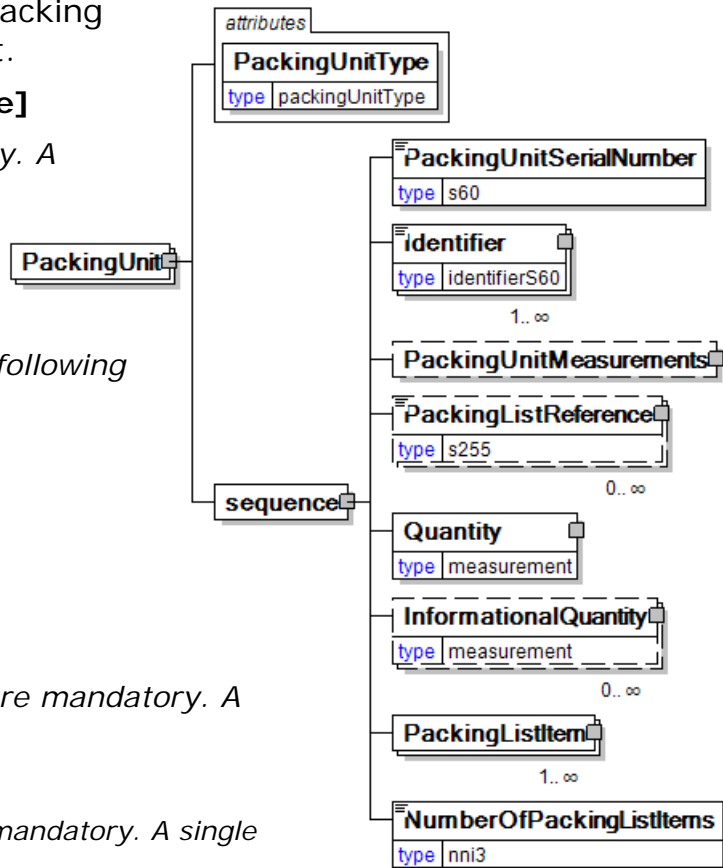 acking
attributes
PackingUnitType
type packingUnitType
e]
y. A
PackingUnitSerialNumber
type s60
Identifier
type identifierS60
1.. ∞
PackingUnit
following
PackingUnitMeasurements
PackingListReference
type s255
0.. ∞
sequence
Quantity
type measurement
InformationalQuantity
type measurement
0.. ∞
re mandatory. A
PackingListItem
1.. ∞
mandatory. A single
NumberOfPackingListItems
type nni3